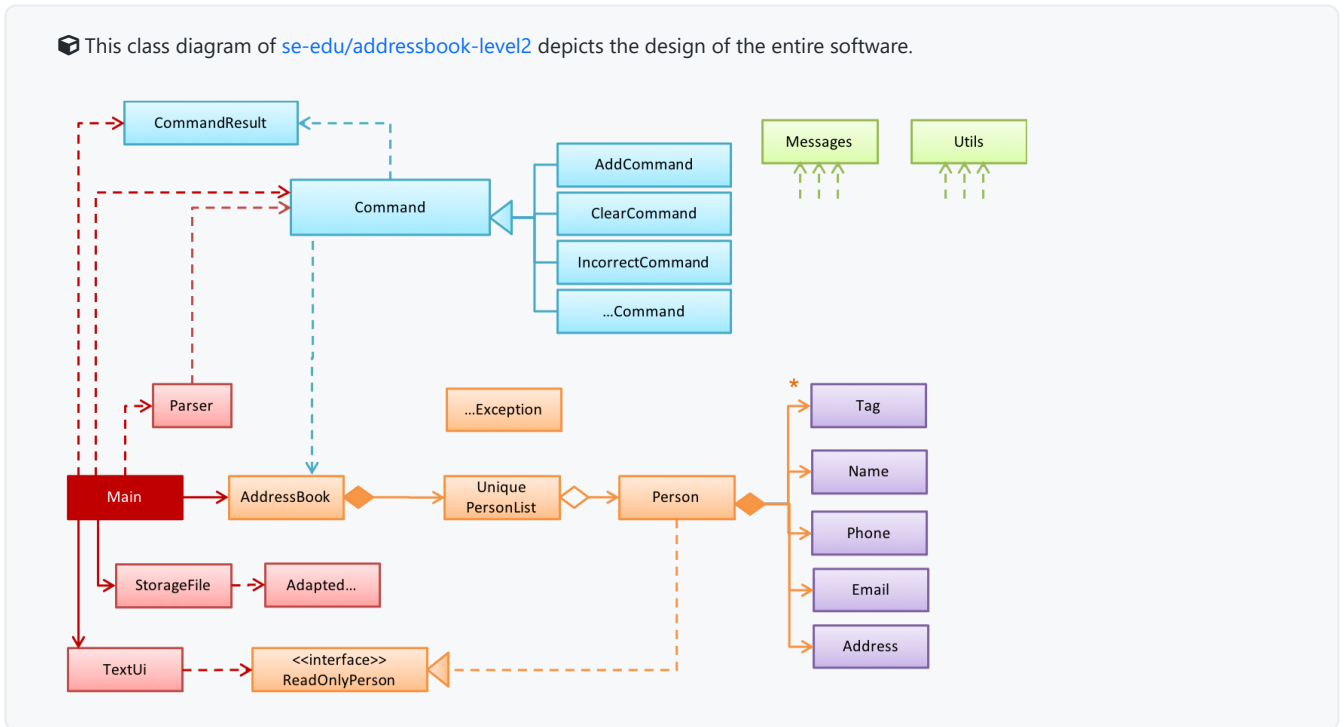 This class diagram of se-edu/addressbook-level2 depicts the design of the entire software.
CommandResult
Messages
Utils
AddCommand
Command
ClearCommand
IncorrectCommand
...Command
*
Parser
...Exception
Tag
Name
Main
AddressBook
Unique
PersonList
Person
Phone
StorageFile
Adapted...
Email
Address
TextUi
<<interface>>
ReadOnlyPerson